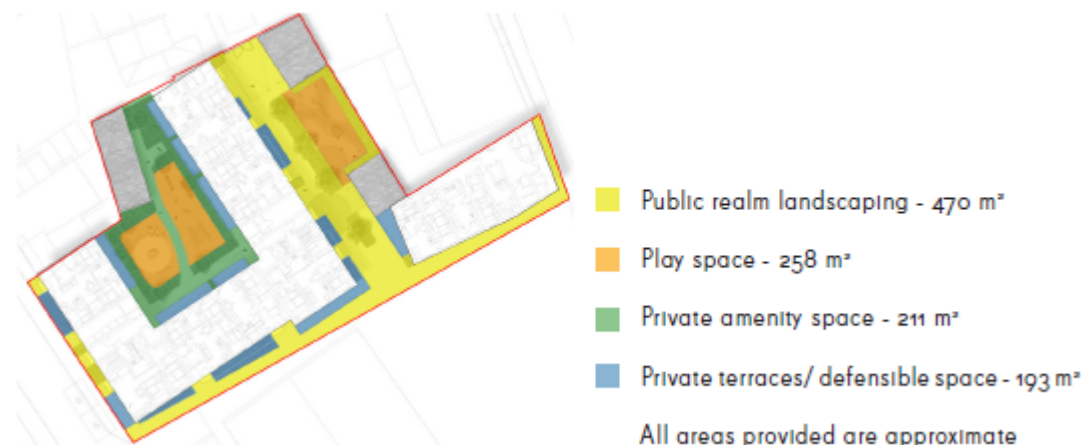 Public realm landscaping - 470 m²
Play space - 258 m²
Private amenity space - 211 m²
Private terraces/ defensible space - 193 m²
All areas provided are approximate